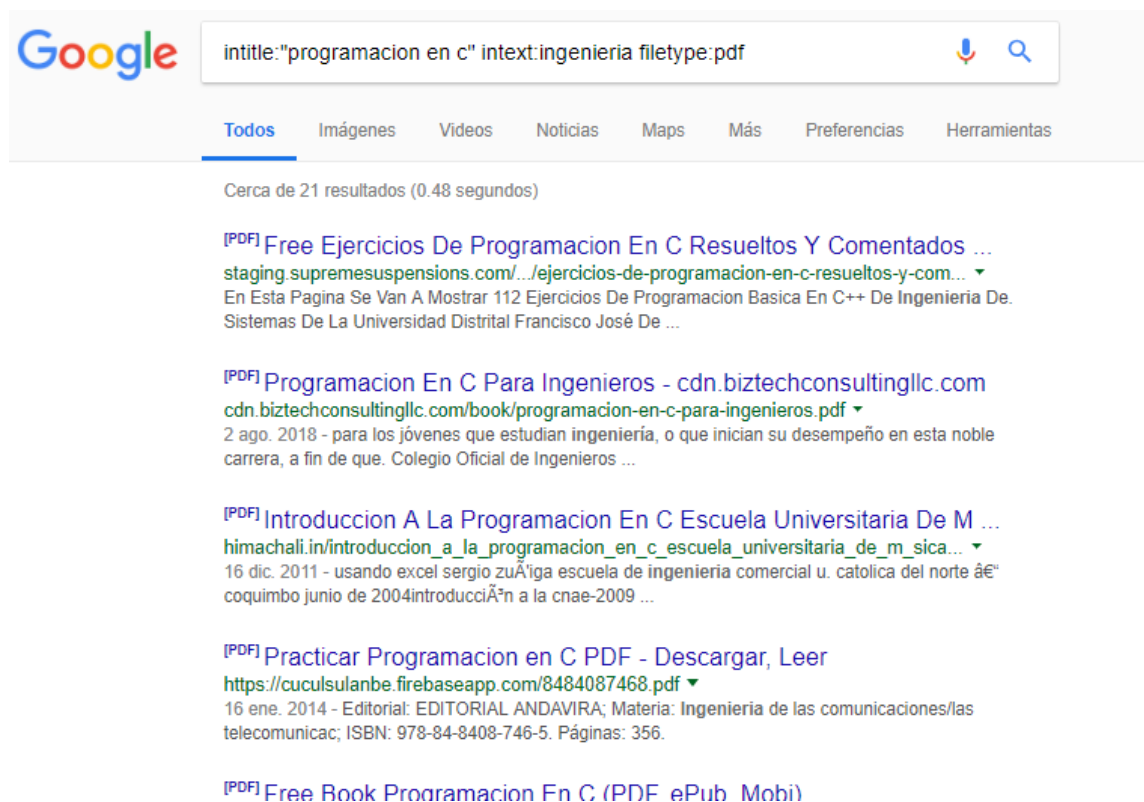 Google
intitle:"programacion en c" intext:ingenieria filetype:pdf
Todos Imágenes Videos Noticias Maps Más Preferencias Herramientas
Cerca de 21 resultados (0.48 segundos)
[PDF] Free Ejercicios De Programacion En C Resueltos Y Comentados ...
staging.supremesuspensions.com/.../ejercicios-de-programacion-en-c-resueltos-y-com...
En Esta Pagina Se Van A Mostrar 112 Ejercicios De Programacion Basica En C++ De Ingenieria De.
Sistemas De La Universidad Distrital Francisco José De ...
[PDF] Programacion En C Para Ingenieros - cdn.biztechconsultingllc.com
cdn.biztechconsultingllc.com/book/programacion-en-c-para-ingenieros.pdf
2 ago. 2018 - para los jóvenes que estudian ingeniería, o que inician su desempeño en esta noble
carrera, a fin de que. Colegio Oficial de Ingenieros ...
[PDF] Introduccion A La Programacion En C Escuela Universitaria De M ...
himachali.in/introduccion_a_la_programacion_en_c_escuela_universitaria_de_m_sica...
16 dic. 2011 - usando excel sergio zuÃ'iga escuela de ingenieria comercial u. catolica del norte â€“
coquimbo junio de 2004introducciÃ³n a la cnae-2009 ...
[PDF] Practicar Programacion en C PDF - Descargar, Leer
https://cuculsulanbe.firebaseapp.com/8484087468.pdf
16 ene. 2014 - Editorial: EDITORIAL ANDAVIRA; Materia: Ingenieria de las comunicaciones/las
telecomunicac; ISBN: 978-84-8408-746-5. Páginas: 356.
[PDF] Free Book Programacion En C (PDF, ePub, Mobi)